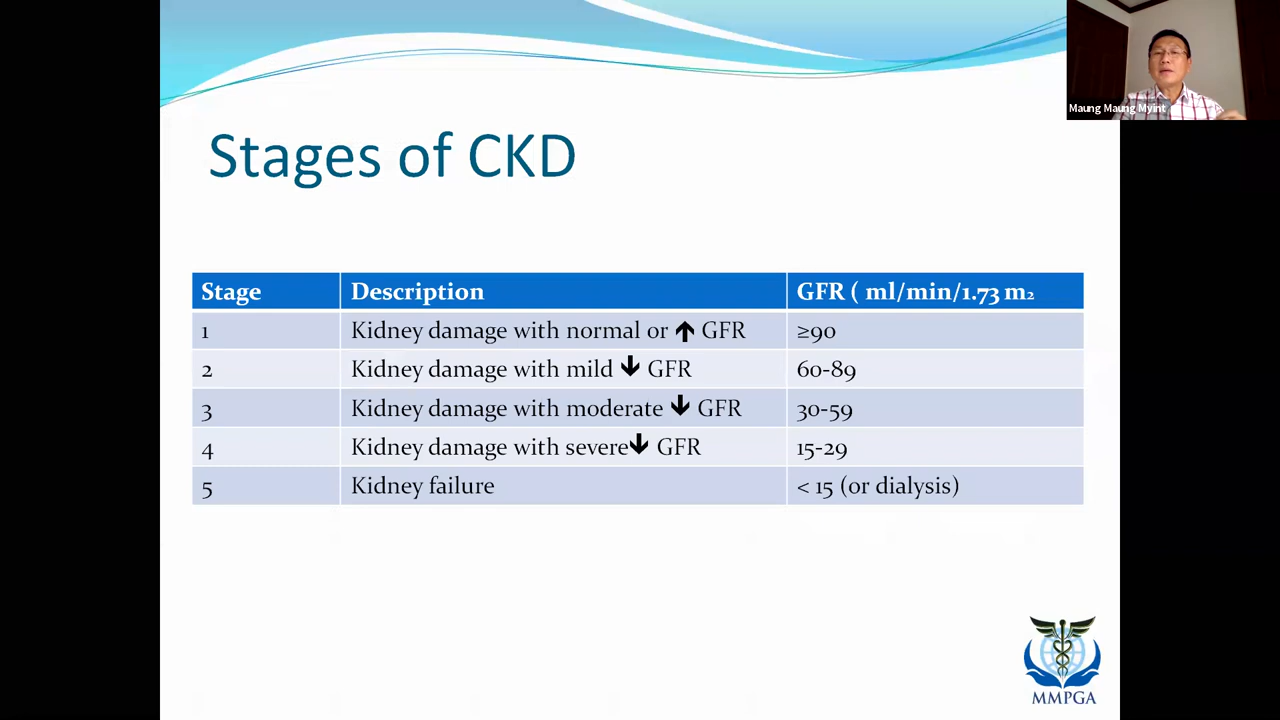 Maung Maung Myint
Stages of CKD
Stage Description GFR ( ml/min/1.73 m2
1 Kidney damage with normal or ↑ GFR ≥90
2 Kidney damage with mild ↓ GFR 60-89
3 Kidney damage with moderate ↓ GFR 30-59
4 Kidney damage with severe↓ GFR 15-29
5 Kidney failure < 15 (or dialysis)
MMPGA